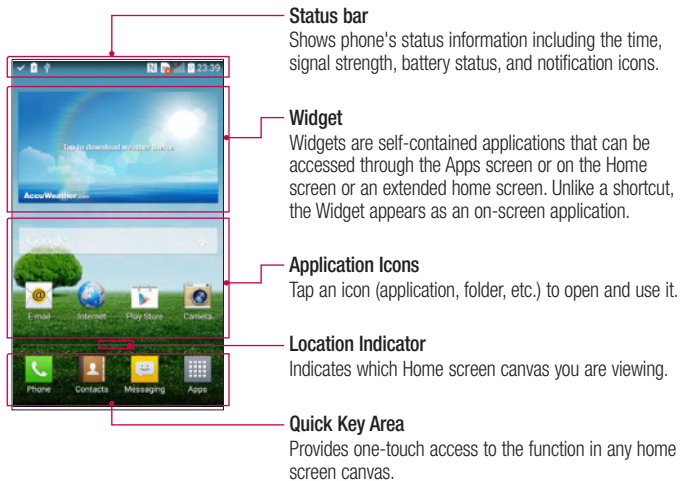 Status bar
Shows phone's status information including the time,
signal strength, battery status, and notification icons.
23:39
Widget
Widgets are self-contained applications that can be
accessed through the Apps screen or on the Home
screen or an extended home screen. Unlike a shortcut,
the Widget appears as an on-screen application.
Tap to download weather theme
AccuWeather.com
Application Icons
Tap an icon (application, folder, etc.) to open and use it.
Google
E-mail Internet Play Store Camera
Location Indicator
Indicates which Home screen canvas you are viewing.
Phone Contacts Messaging Apps
Quick Key Area
Provides one-touch access to the function in any home
screen canvas.